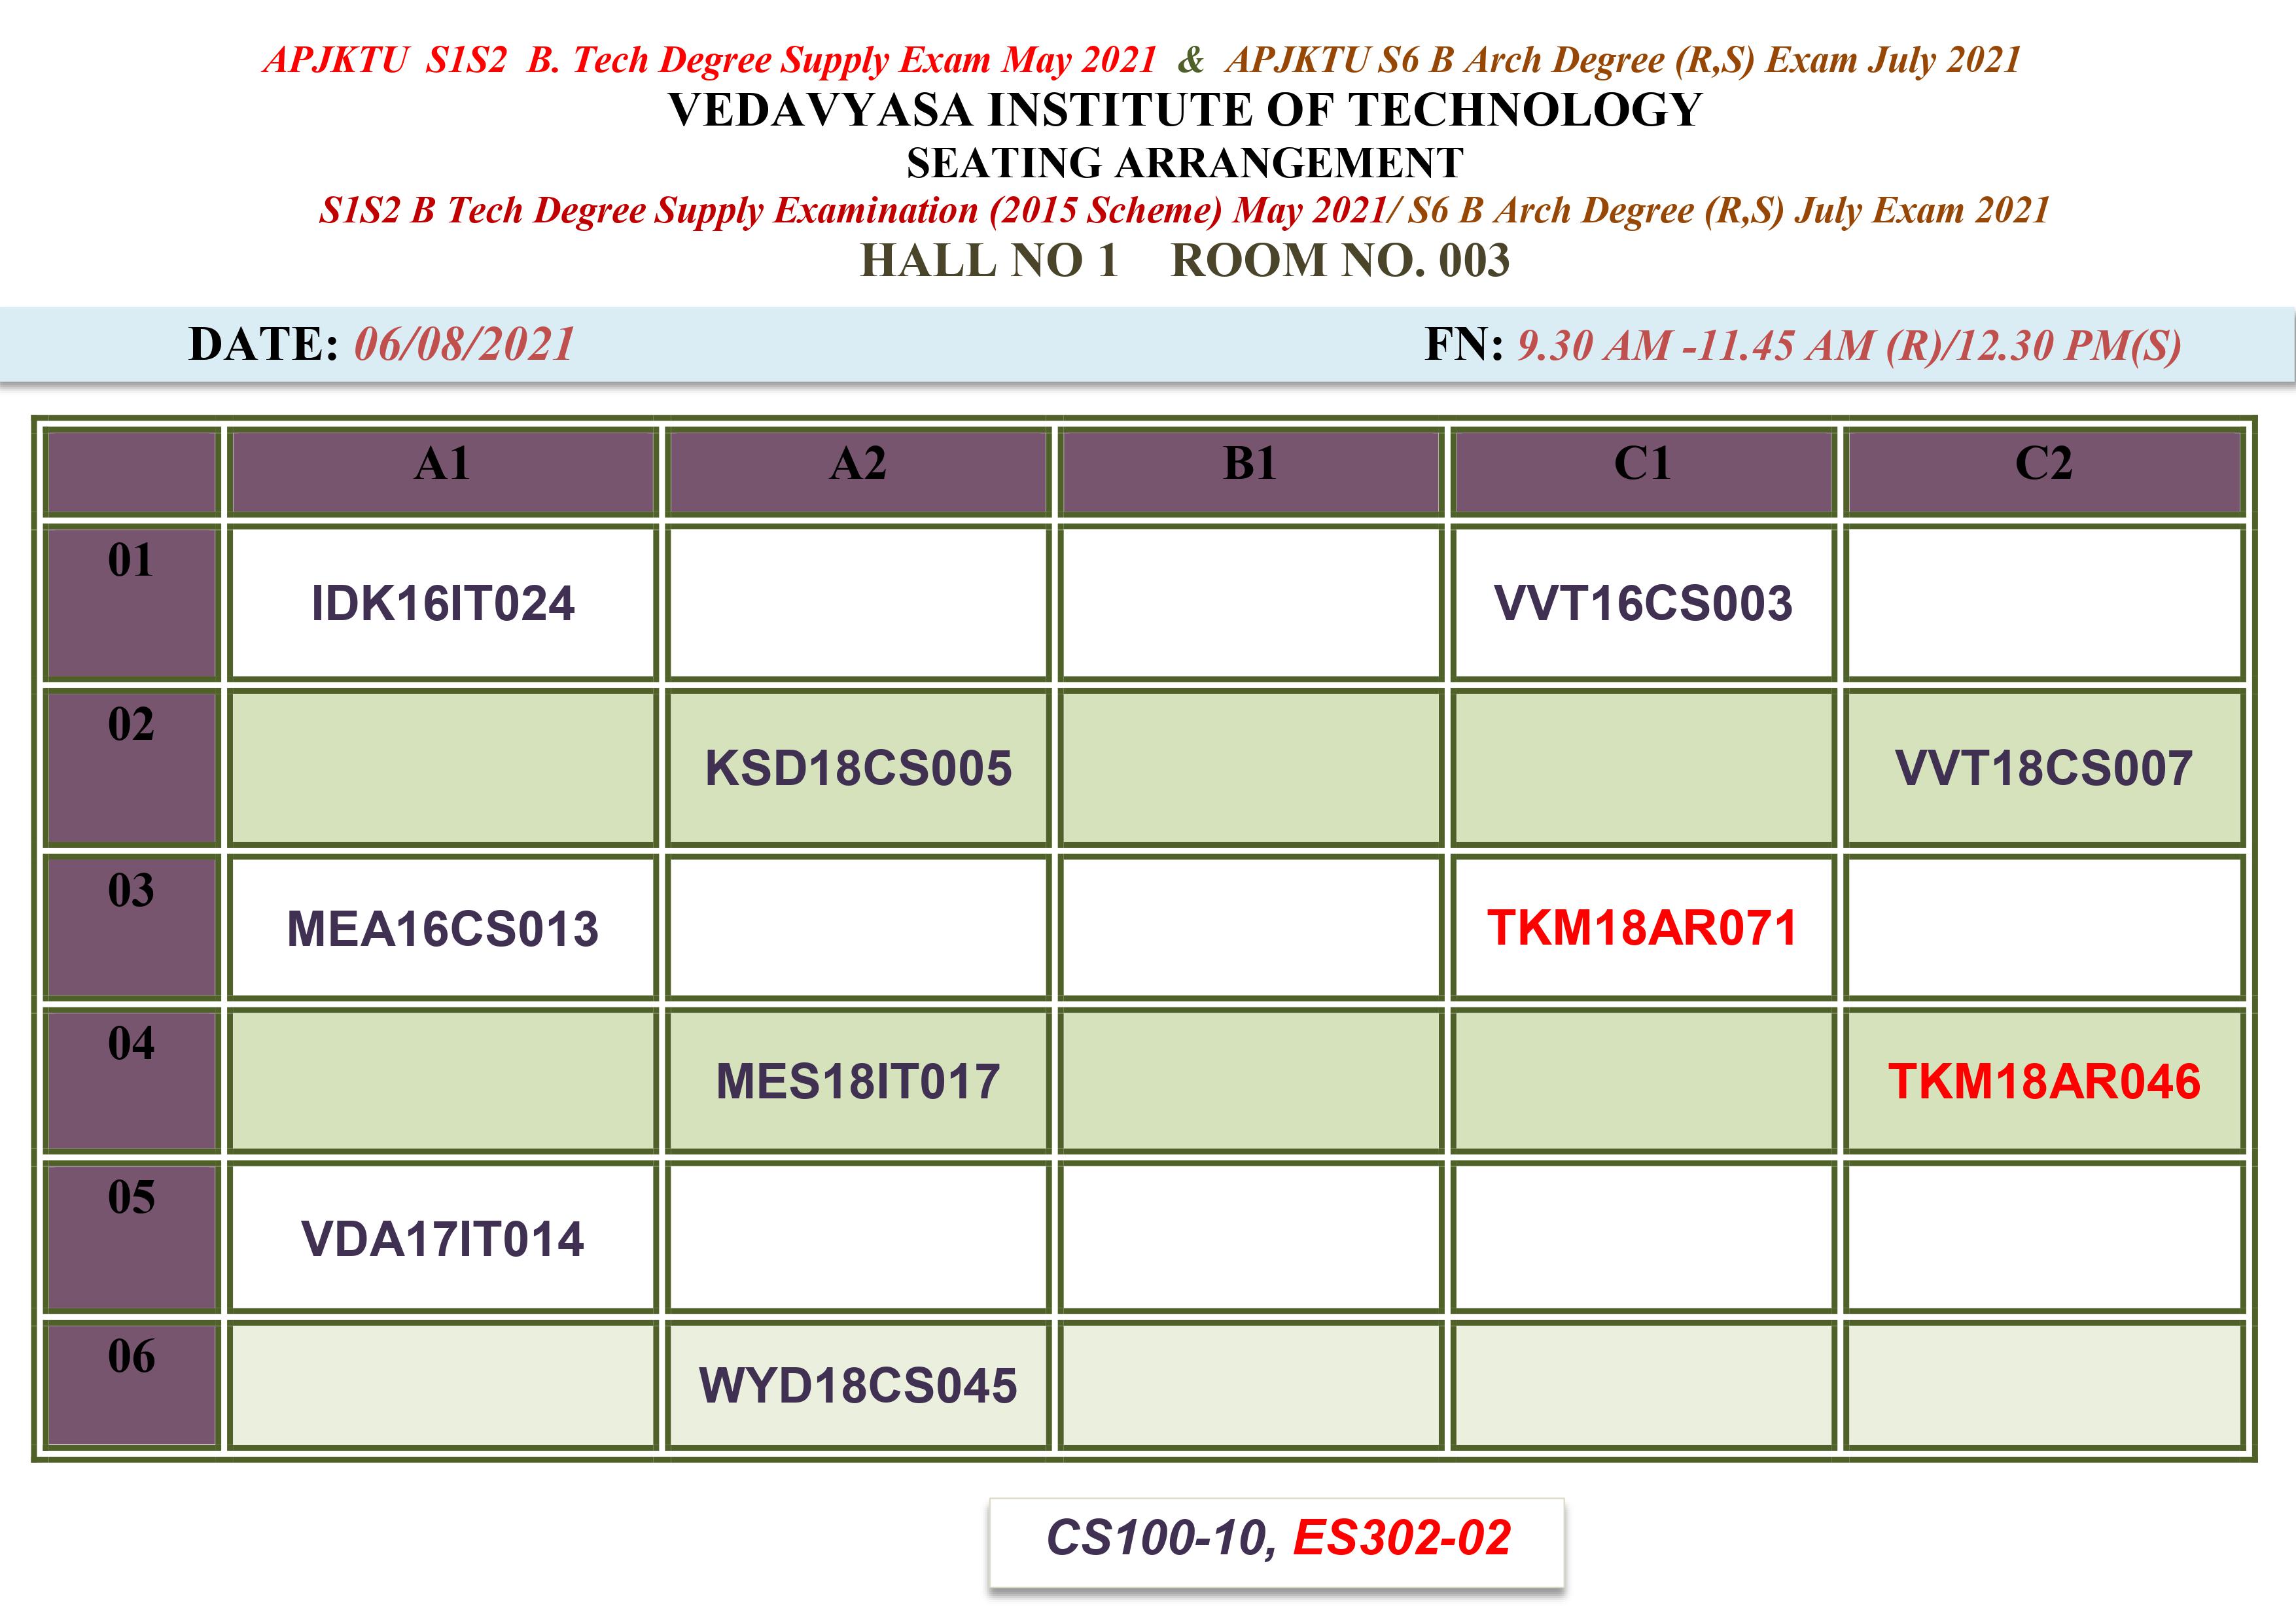 APJKTU S1S2 B. Tech Degree Supply Exam May 2021 & APJKTU S6 B Arch Degree (R,S) Exam July 2021
VEDAVYASA INSTITUTE OF TECHNOLOGY
SEATING ARRANGEMENT
S1S2 B Tech Degree Supply Examination (2015 Scheme) May 2021/ S6 B Arch Degree (R,S) July Exam 2021
HALL NO 1 ROOM NO. 003
DATE: 06/08/2021 FN: 9.30 AM -11.45 AM (R)/12.30 PM(S)
A1 A2 B1 C1 C2
01 IDK16IT024 VVT16CS003
02 KSD18CS005 VVT18CS007
03 MEA16CS013 TKM18AR071
04 MES18IT017 TKM18AR046
05 VDA17IT014
06 WYD18CS045
CS100-10, ES302-02